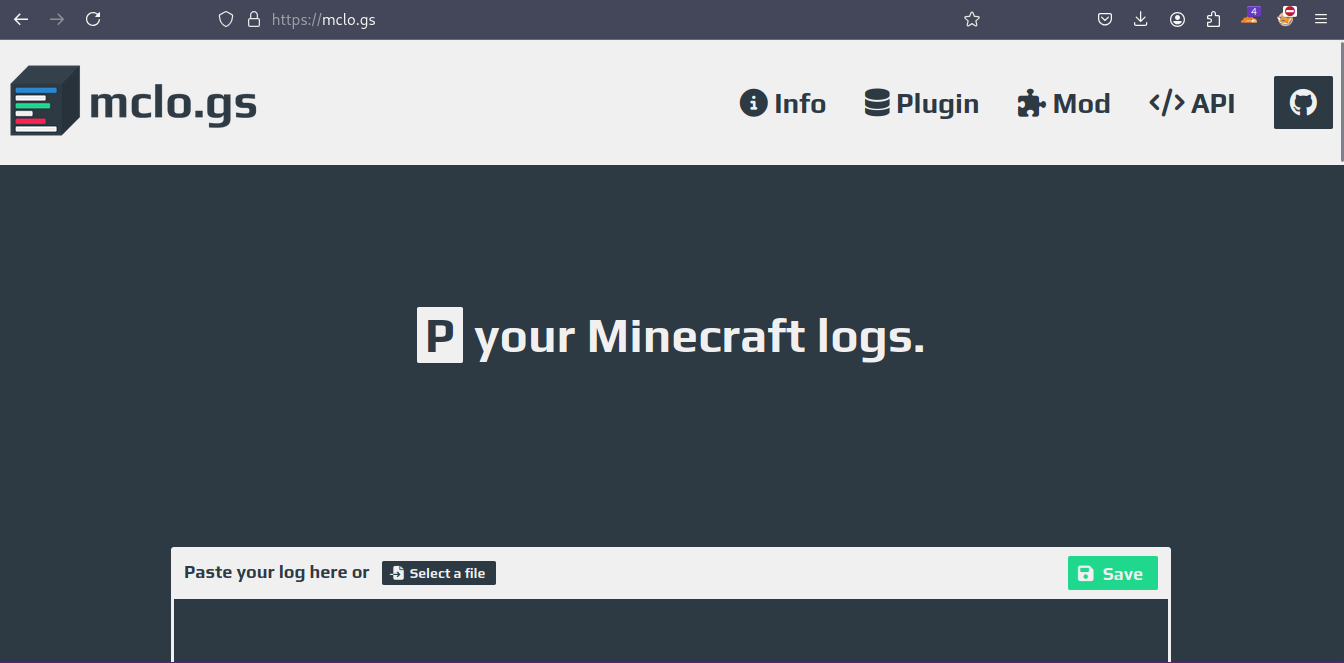 https://mclo.gs
4
mclo.gs
Info
Plugin
Mod
</> API
P your Minecraft logs.
Paste your log here or
Select a file
Save